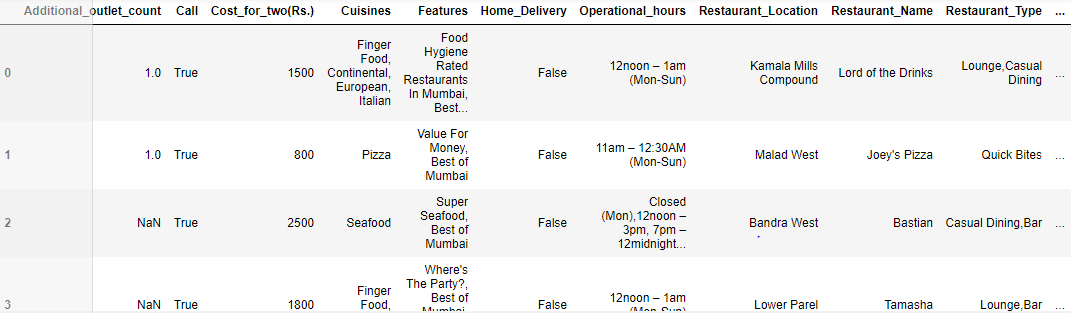 Additional_outlet_count Call Cost_for_two(Rs.) Cuisines Features Home_Delivery Operational_hours Restaurant_Location Restaurant_Name Restaurant_Type ...
Food
Finger Hygiene
Food, Rated 12noon – 1am Kamala Mills Lounge,Casual
0 1.0 True 1500 Continental, Restaurants False (Mon-Sun) Compound Lord of the Drinks Dining ...
European, In Mumbai,
Italian Best...
Value For
1 1.0 True 800 Pizza Money, False 11am – 12:30AM Malad West Joey's Pizza Quick Bites ...
Best of (Mon-Sun)
Mumbai
Super Closed
Seafood, (Mon),12noon –
2 NaN True 2500 Seafood Best of False 3pm, 7pm – Bandra West Bastian Casual Dining,Bar ...
Mumbai 12midnight...
Where's
The Party?,
3 NaN True 1800 Finger Best of False 12noon – 1am Lower Parel Tamasha Lounge,Bar ...
Food, Mumbai (Mon-Sun)